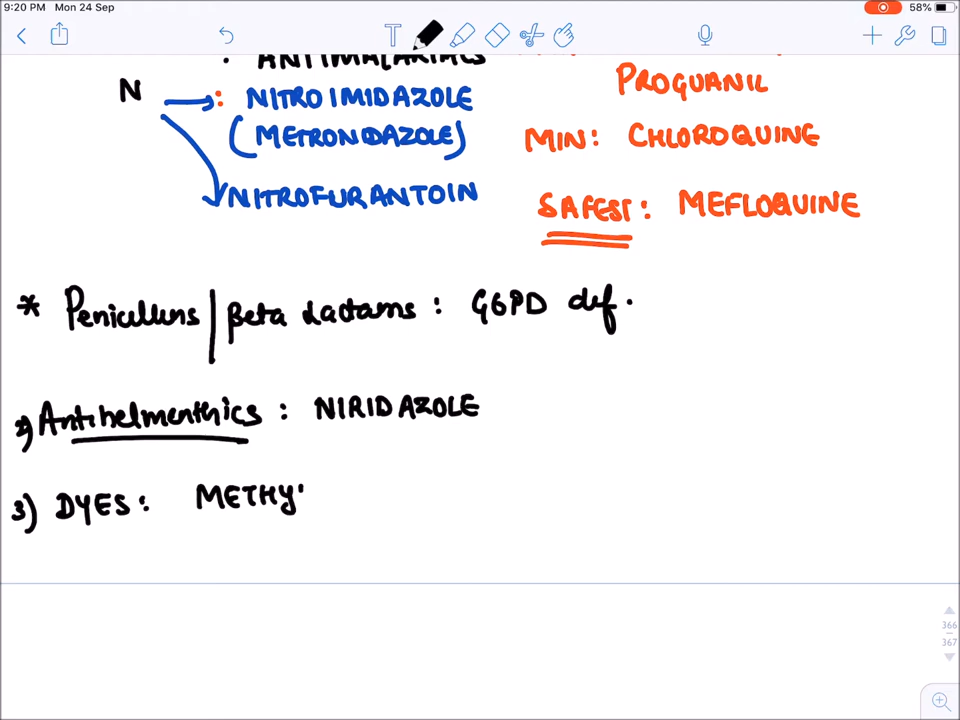 9:20 PM Mon 24 Sep
58%
T
: ANTIMALARIALS
N
: NITROIMIDAZOLE
(METRONIDAZOLE)
NITROFURANTOIN
PROGUANIL
MIN: CHLOROQUINE
SAFEST: MEFLOQUINE
* Penicillins | Beta Lactams : G6PD def.
2) Antihelmenthics : NIRIDAZOLE
3) DYES: METHY
366
367